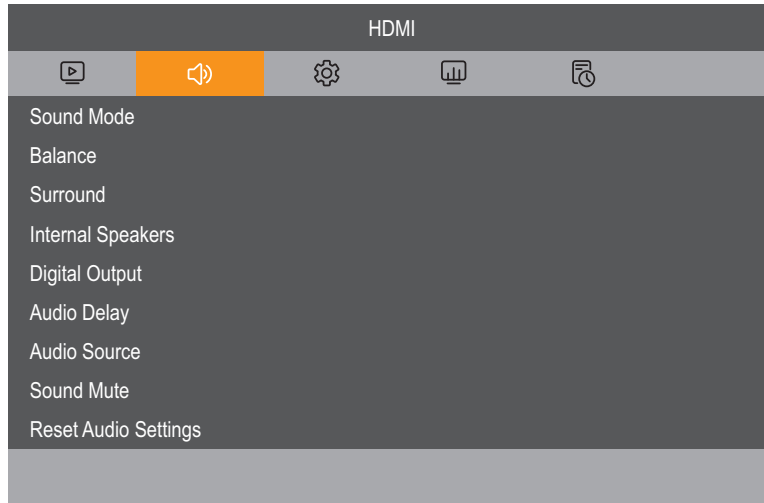 HDMI
Sound Mode
Balance
Surround
Internal Speakers
Digital Output
Audio Delay
Audio Source
Sound Mute
Reset Audio Settings